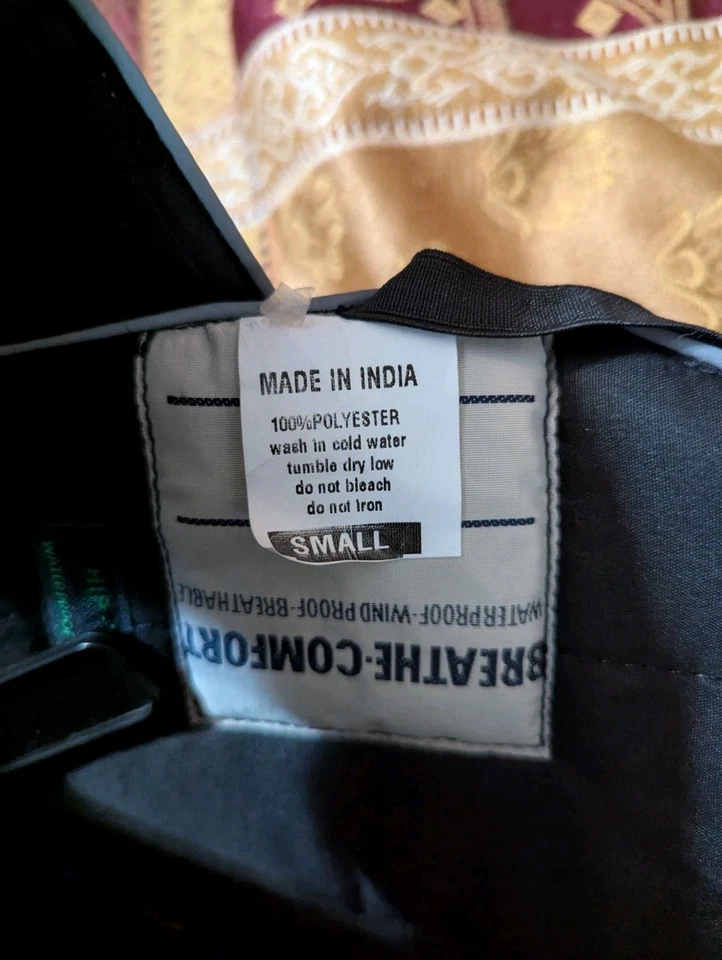 MADE IN INDIA
100%POLYESTER
wash in cold water
tumble dry low
do not bleach
do not iron
SMALL
WATERPROOF-WIND PROOF-BREATHABLE
BREATHE-COMFORT